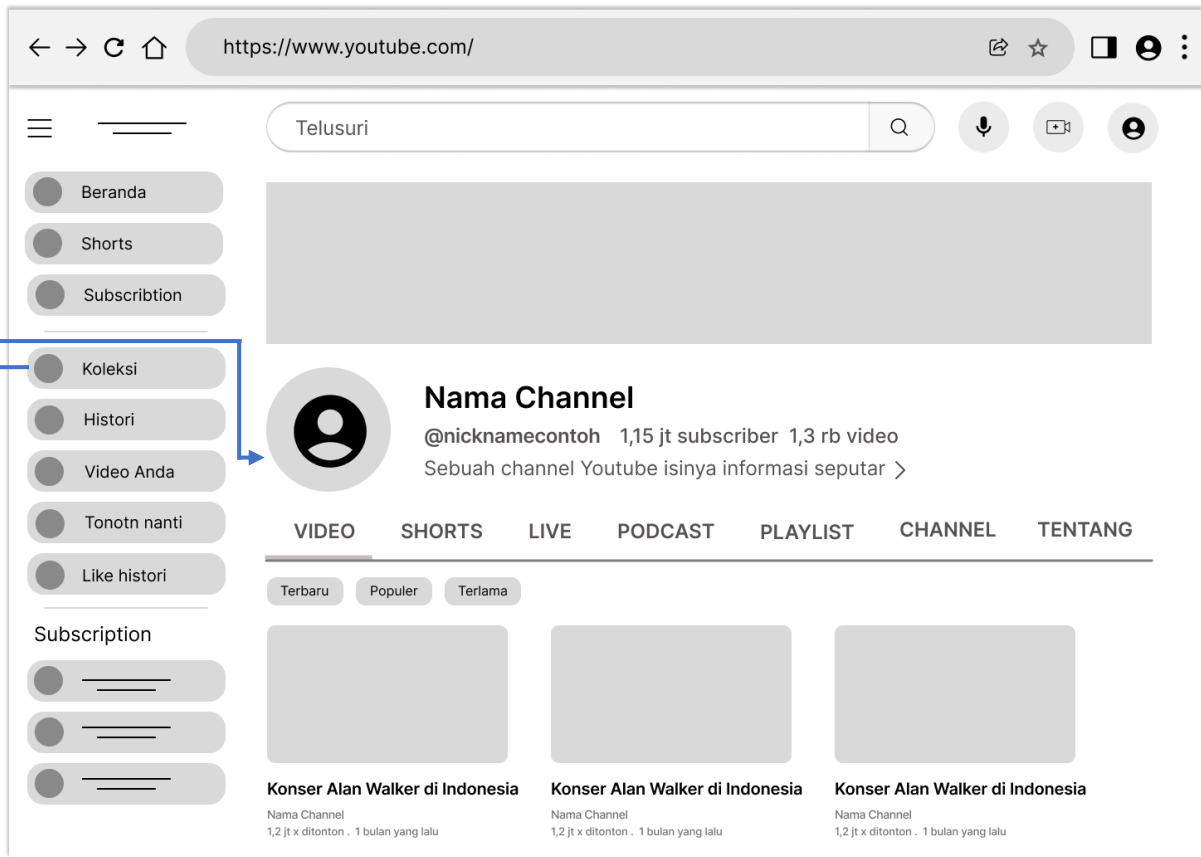 https://www.youtube.com/
Telusuri
Beranda
Shorts
Subscribtion
Koleksi
Histori
Video Anda
Tonotn nanti
Like histori
Subscription
Nama Channel
@nicknamecontoh 1,15 jt subscriber 1,3 rb video
Sebuah channel Youtube isinya informasi seputar
VIDEO SHORTS LIVE PODCAST PLAYLIST CHANNEL TENTANG
Terbaru Populer Terlama
Konser Alan Walker di Indonesia
Nama Channel
1,2 jt x ditonton . 1 bulan yang lalu
Konser Alan Walker di Indonesia
Nama Channel
1,2 jt x ditonton . 1 bulan yang lalu
Konser Alan Walker di Indonesia
Nama Channel
1,2 jt x ditonton . 1 bulan yang lalu